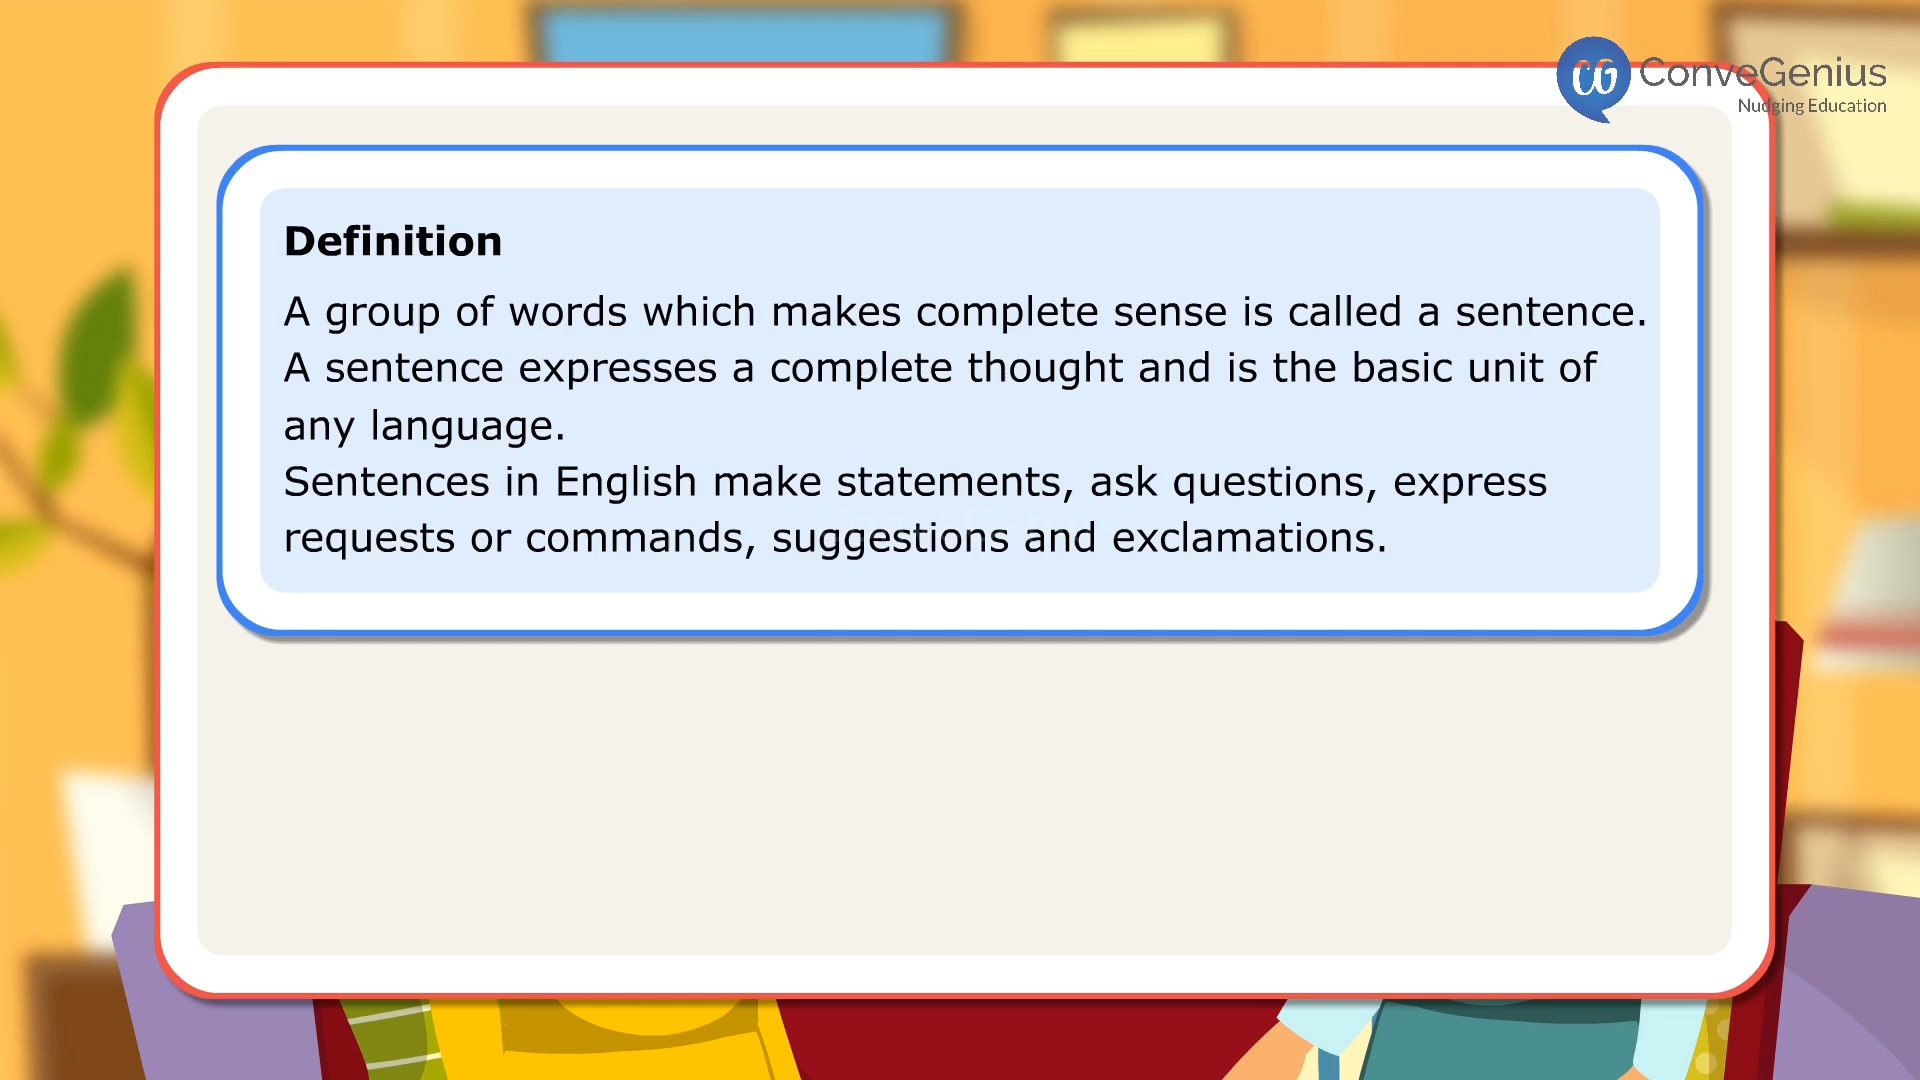 ConveGenius
Nudging Education
Definition
A group of words which makes complete sense is called a sentence.
A sentence expresses a complete thought and is the basic unit of
any language.
Sentences in English make statements, ask questions, express
requests or commands, suggestions and exclamations.